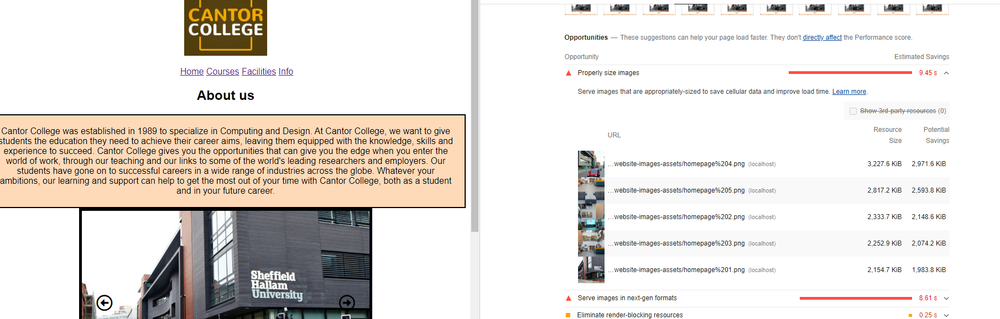 CANTOR
COLLEGE
Home Courses Facilities Info
About us
Cantor College was established in 1989 to specialize in Computing and Design. At Cantor College, we want to give
students the education they need to achieve their career aims, leaving them equipped with the knowledge, skills and
experience to succeed. Cantor College gives you the opportunities that can give you the edge when you enter the
world of work, through our teaching and our links to some of the world's leading researchers and employers. Our
students have gone on to successful careers in a wide range of industries across the globe. Whatever your
ambitions, our learning and support can help to get the most out of your time with Cantor College, both as a student
and in your future career.
Sheffield
Hallam
University
Opportunities — These suggestions can help your page load faster. They don't directly affect the Performance score.
Opportunity Estimated Savings
Properly size images 9.45 s
Serve images that are appropriately-sized to save cellular data and improve load time. Learn more.
Show 3rd-party resources (0)
URL Resource Size Potential Savings
…website-images-assets/homepage%204.png (localhost) 3,227.6 KiB 2,971.6 KiB
…website-images-assets/homepage%205.png (localhost) 2,817.2 KiB 2,593.8 KiB
…website-images-assets/homepage%202.png (localhost) 2,333.7 KiB 2,148.6 KiB
…website-images-assets/homepage%203.png (localhost) 2,252.9 KiB 2,074.2 KiB
…website-images-assets/homepage%201.png (localhost) 2,154.7 KiB 1,983.8 KiB
Serve images in next-gen formats 8.61 s
Eliminate render-blocking resources 0.25 s